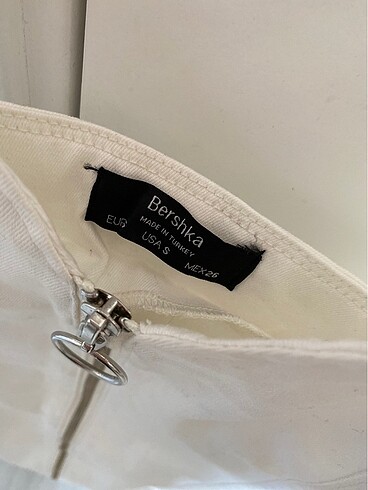 Bershka
MADE IN TURKEY
EUR
USA S
MEX 26